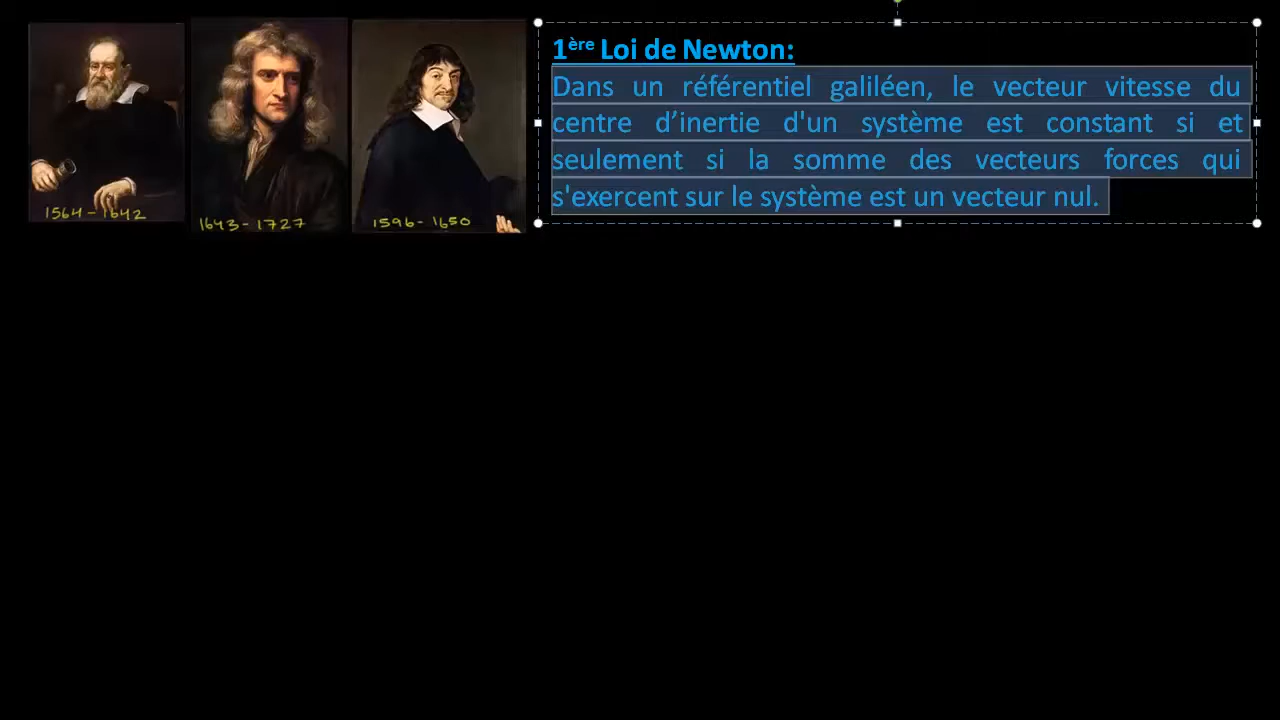 1564-1642
1643-1727
1596-1650
1ère Loi de Newton:
Dans un référentiel galiléen, le vecteur vitesse du
centre d’inertie d'un système est constant si et
seulement si la somme des vecteurs forces qui
s'exercent sur le système est un vecteur nul.